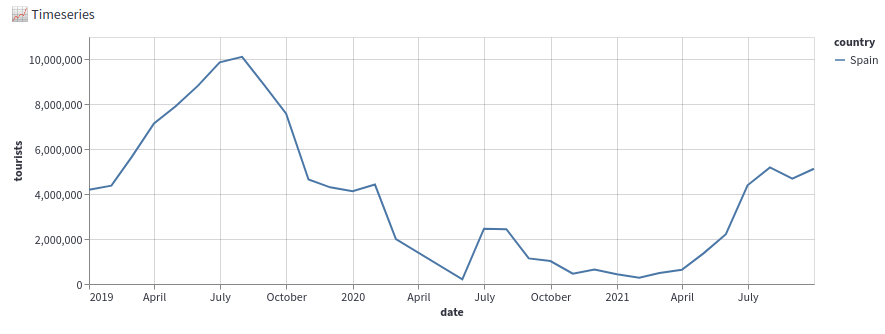 📈 Timeseries
country
Spain
10,000,000
8,000,000
6,000,000
4,000,000
2,000,000
0
tourists
2019 April July October 2020 April July October 2021 April July
date